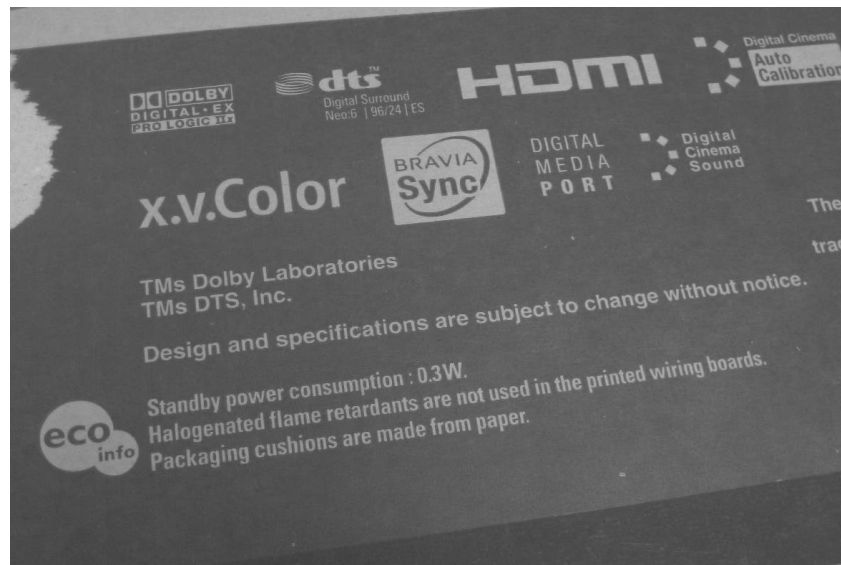 DOLBY
DIGITAL·EX
PRO LOGIC IIx
dts™
Digital Surround
Neo:6 | 96/24 | ES
HDMI
Digital Cinema
Auto
Calibration
x.v.Color
BRAVIA
Sync
DIGITAL
MEDIA
PORT
Digital
Cinema
Sound
The
TMs Dolby Laboratories
TMs DTS, Inc.
Design and specifications are subject to change without notice.
Standby power consumption : 0.3W.
Halogenated flame retardants are not used in the printed wiring boards.
Packaging cushions are made from paper.
eco
info